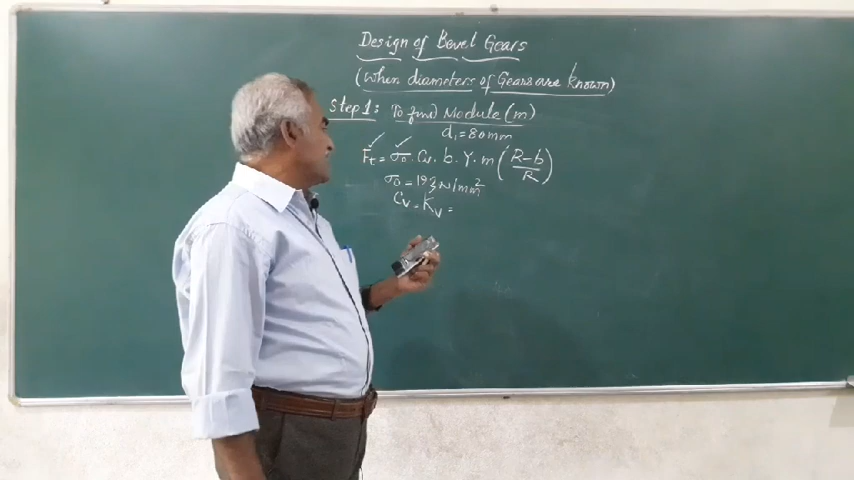 Design of Bevel Gears
(When diameters of Gears are known)
Step 1: To find Module (m)
d₁ = 80mm
Ft = σo · Cv · b · Y · m (R-b/R)
σo = 193 N/mm²
Cv = Kv =